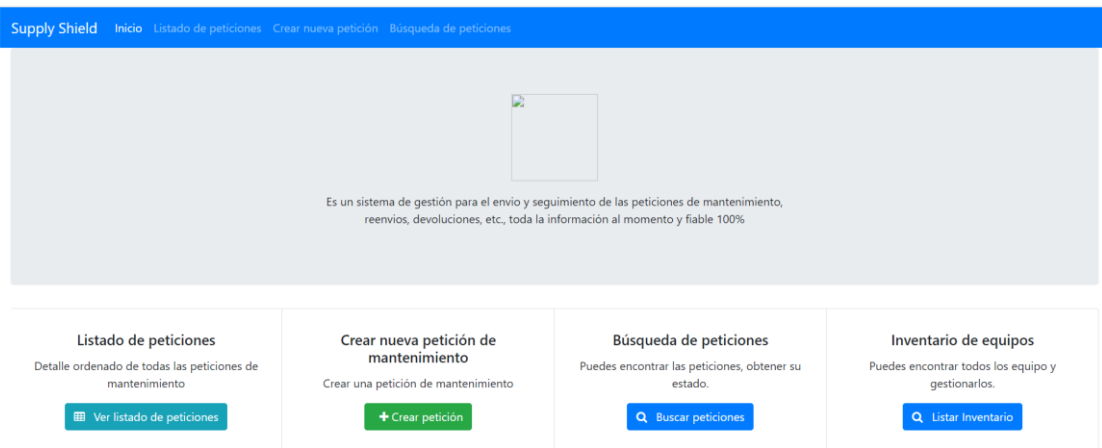 Supply Shield Inicio Listado de peticiones Crear nueva petición Búsqueda de peticiones
Es un sistema de gestión para el envio y seguimiento de las peticiones de mantenimiento,
reenvios, devoluciones, etc., toda la información al momento y fiable 100%
Listado de peticiones
Detalle ordenado de todas las peticiones de
mantenimiento
Ver listado de peticiones
Crear nueva petición de
mantenimiento
Crear una petición de mantenimiento
Crear petición
Búsqueda de peticiones
Puedes encontrar las peticiones, obtener su
estado.
Buscar peticiones
Inventario de equipos
Puedes encontrar todos los equipo y
gestionarlos.
Listar Inventario